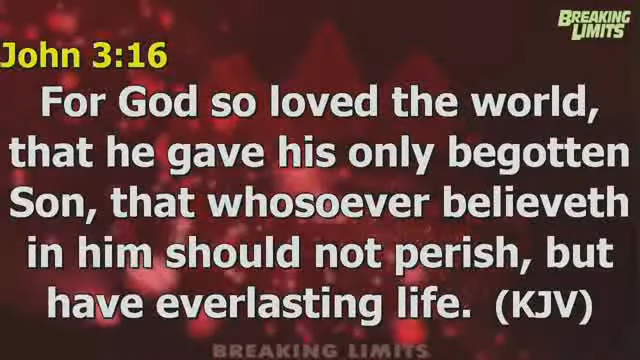 BREAKING
LIMITS
John 3:16
For God so loved the world,
that he gave his only begotten
Son, that whosoever believeth
in him should not perish, but
have everlasting life.  (KJV)
BREAKING LIMITS